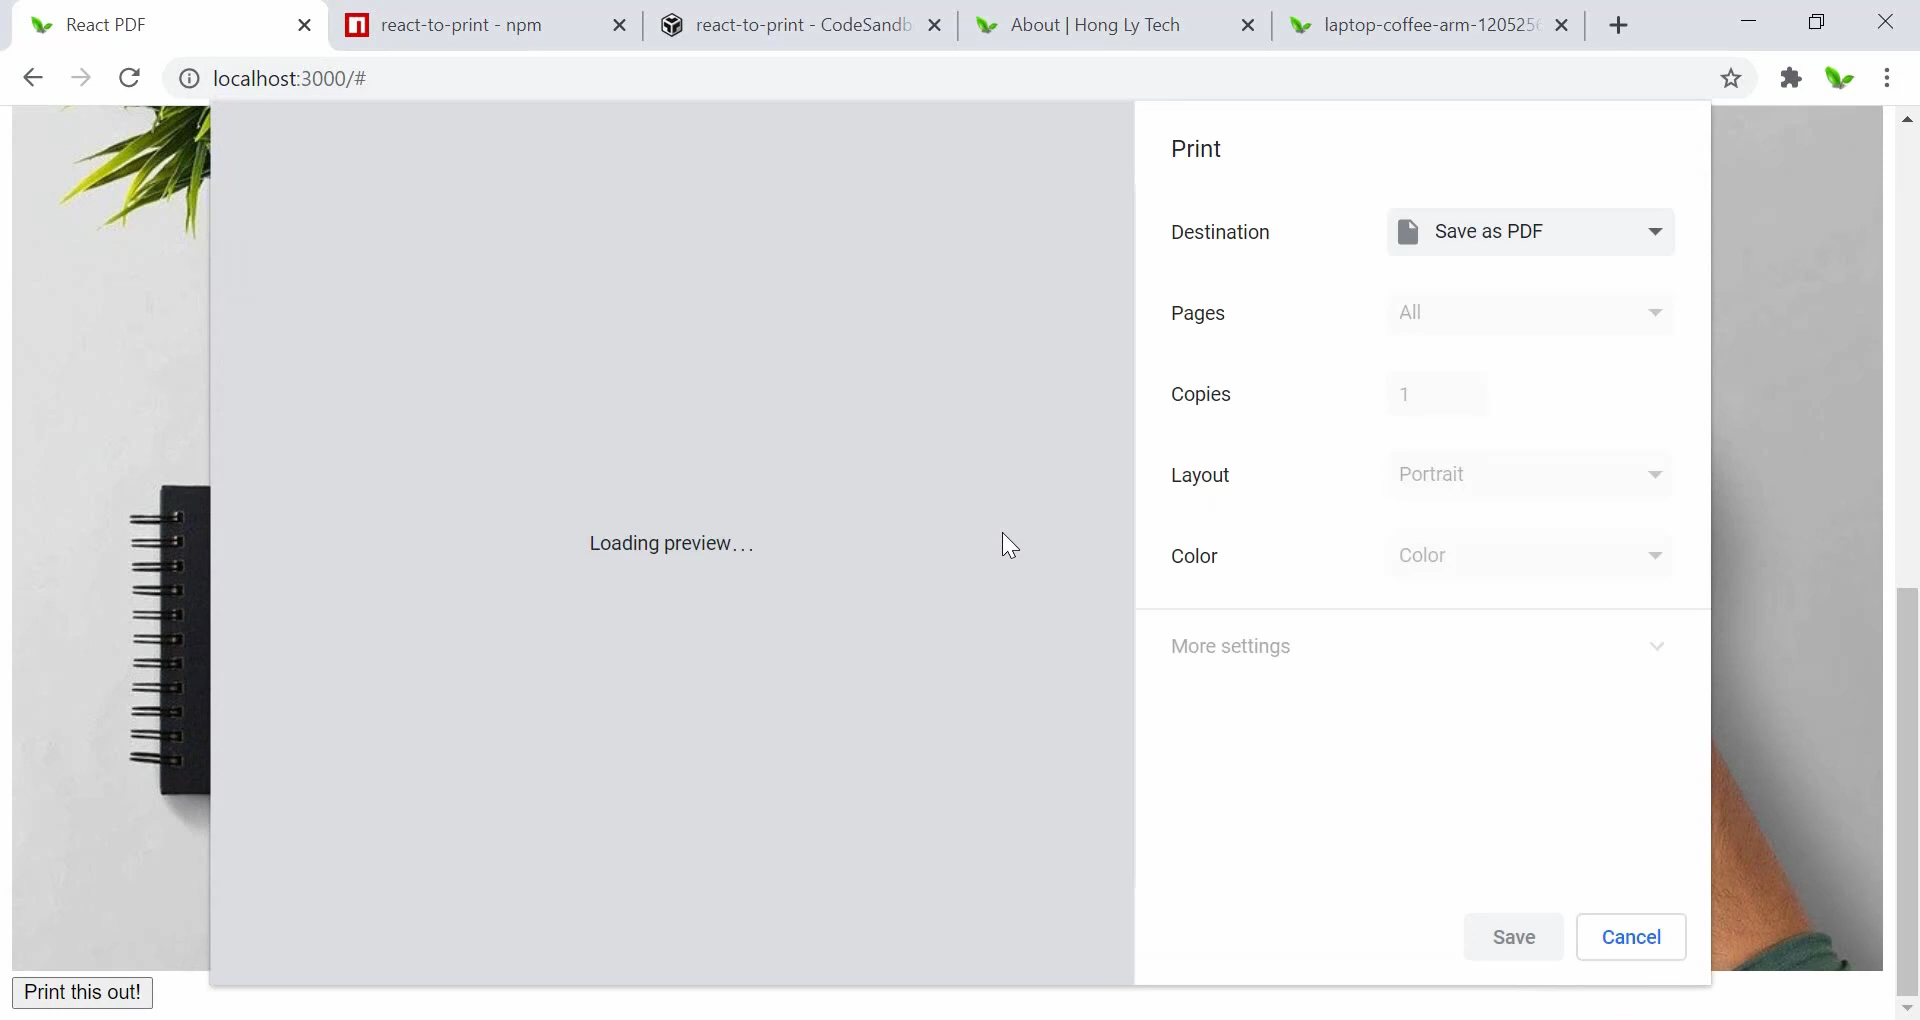 React PDF
react-to-print - npm
react-to-print - CodeSandb
About | Hong Ly Tech
laptop-coffee-arm-1205256
localhost:3000/#
Print
Destination Save as PDF
Pages All
Copies 1
Layout Portrait
Loading preview...
Color Color
More settings
Save Cancel
Print this out!